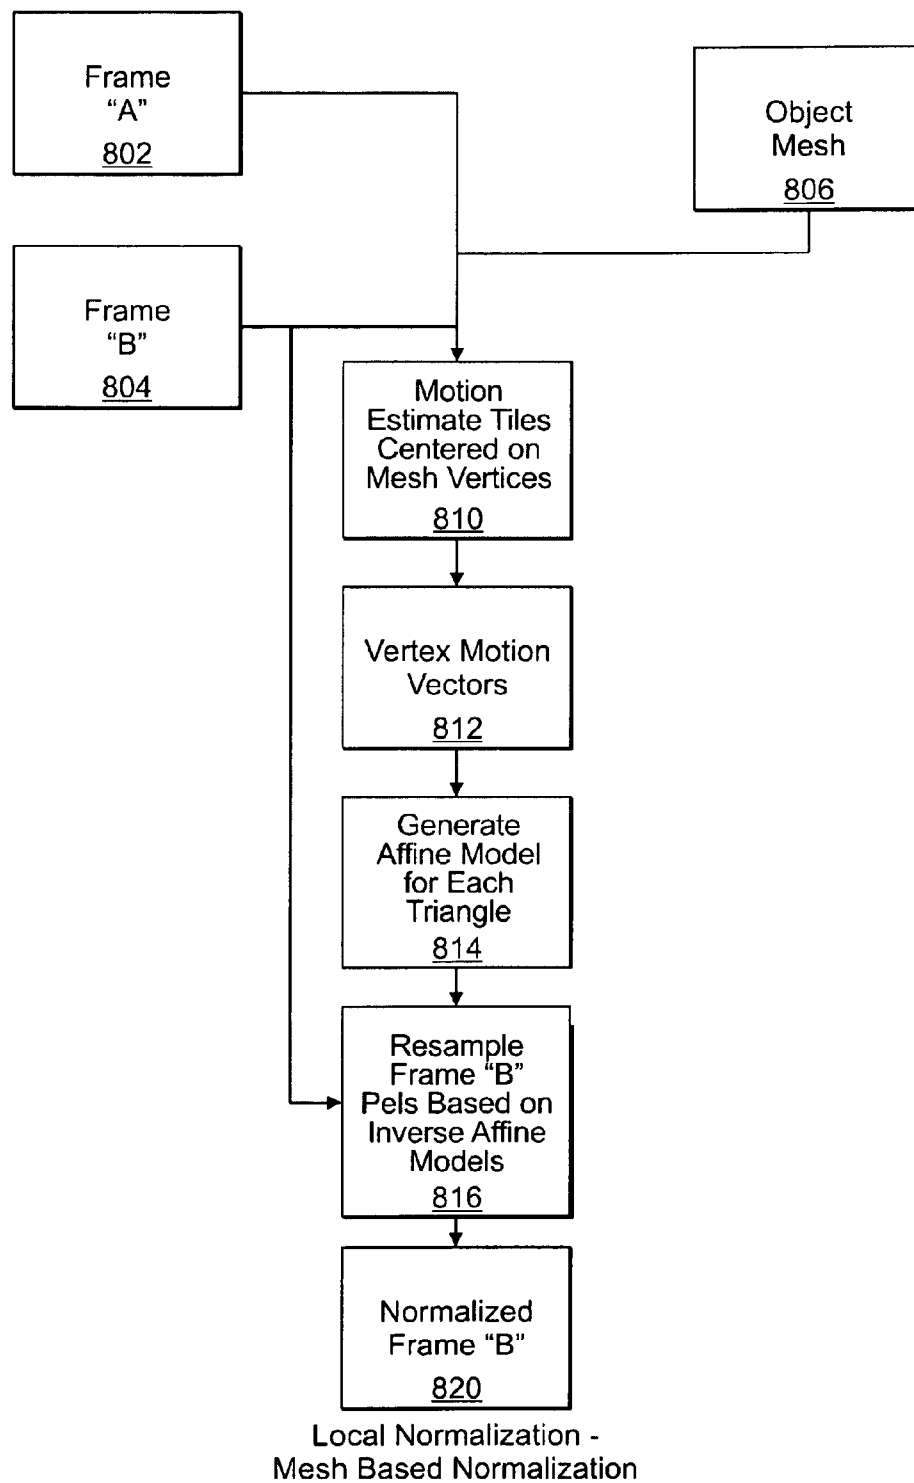 Frame
“A”
802
Object
Mesh
806
Frame
“B”
804
Motion
Estimate Tiles
Centered on
Mesh Vertices
810
Vertex Motion
Vectors
812
Generate
Affine Model
for Each
Triangle
814
Resample
Frame “B”
Pels Based on
Inverse Affine
Models
816
Normalized
Frame “B”
820
Local Normalization -
Mesh Based Normalization